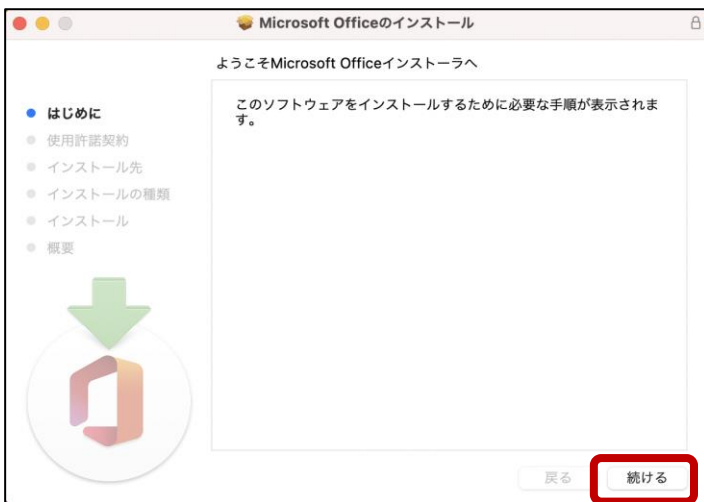 Microsoft Officeのインストール
ようこそMicrosoft Officeインストーラへ
はじめに
使用許諾契約
インストール先
インストールの種類
インストール
概要
このソフトウェアをインストールするために必要な手順が表示されま
す。
戻る
続ける